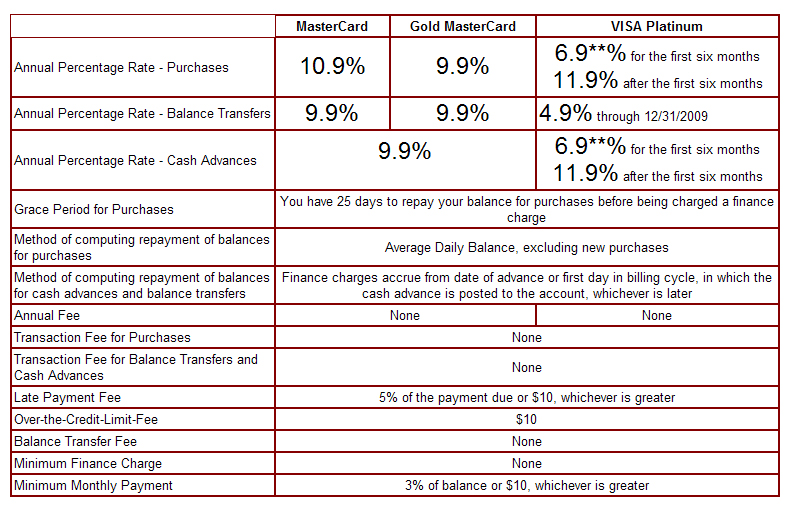 MasterCard Gold MasterCard VISA Platinum
Annual Percentage Rate - Purchases 10.9% 9.9% 6.9**% for the first six months
11.9% after the first six months
Annual Percentage Rate - Balance Transfers 9.9% 9.9% 4.9% through 12/31/2009
Annual Percentage Rate - Cash Advances 9.9% 6.9**% for the first six months
11.9% after the first six months
Grace Period for Purchases You have 25 days to repay your balance for purchases before being charged a finance
charge
Method of computing repayment of balances
for purchases Average Daily Balance, excluding new purchases
Method of computing repayment of balances
for cash advances and balance transfers Finance charges accrue from date of advance or first day in billing cycle, in which the
cash advance is posted to the account, whichever is later
Annual Fee None None
Transaction Fee for Purchases None
Transaction Fee for Balance Transfers and
Cash Advances None
Late Payment Fee 5% of the payment due or $10, whichever is greater
Over-the-Credit-Limit-Fee $10
Balance Transfer Fee None
Minimum Finance Charge None
Minimum Monthly Payment 3% of balance or $10, whichever is greater